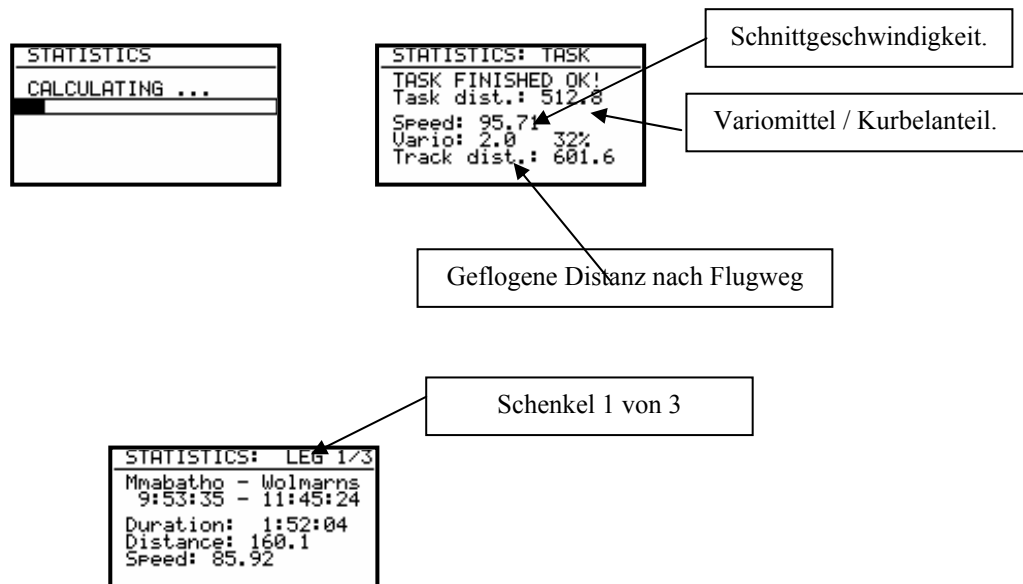 STATISTICS
CALCULATING ...
STATISTICS: TASK
TASK FINISHED OK!
Task dist.: 512.8
Speed: 95.71
Vario: 2.0 32%
Track dist.: 601.6
Schnittgeschwindigkeit.
Variomittel / Kurbelanteil.
Geflogene Distanz nach Flugweg
Schenkel 1 von 3
STATISTICS: LEG 1/3
Mmabatho - Wolmarns
9:53:35 - 11:45:24
Duration: 1:52:04
Distance: 160.1
Speed: 85.92